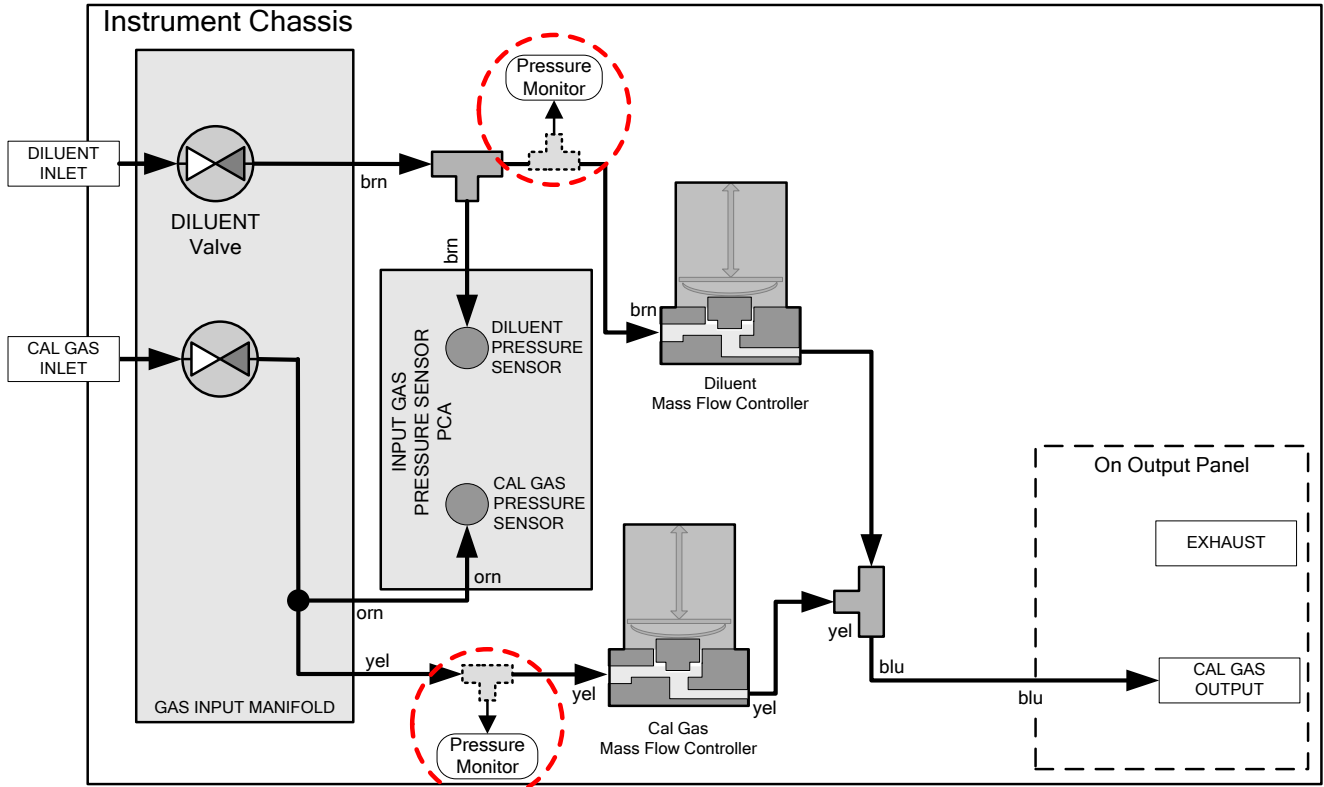 Instrument Chassis
Pressure
Monitor
DILUENT
INLET
brn
DILUENT
Valve
brn
CAL GAS
INLET
INPUT GAS
PRESSURE SENSOR
PCA
DILUENT
PRESSURE
SENSOR
brn
Diluent
Mass Flow Controller
CAL GAS
PRESSURE
SENSOR
orn
orn
On Output Panel
EXHAUST
yel
yel
yel
yel
blu
blu
CAL GAS
OUTPUT
GAS INPUT MANIFOLD
Cal Gas
Mass Flow Controller
Pressure
Monitor